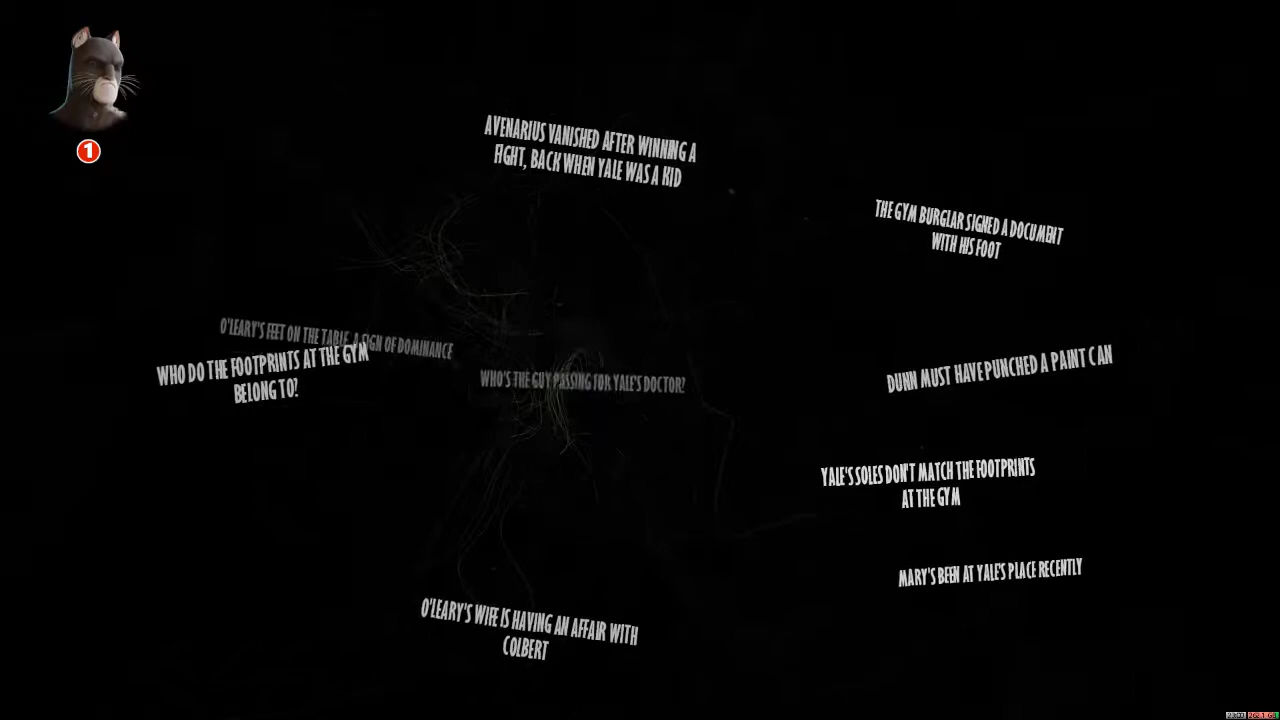 1
AVENARIUS VANISHED AFTER WINNING A
FIGHT, BACK WHEN YALE WAS A KID
THE GYM BURGLAR SIGNED A DOCUMENT
WITH HIS FOOT
O'LEARY'S FEET ON THE TABLE, A SIGN OF DOMINANCE
WHO DO THE FOOTPRINTS AT THE GYM
BELONG TO?
WHO'S THE GUY PASSING FOR YALE'S DOCTOR?
DUNN MUST HAVE PUNCHED A PAINT CAN
YALE'S SOLES DON'T MATCH THE FOOTPRINTS
AT THE GYM
MARY'S BEEN AT YALE'S PLACE RECENTLY
O'LEARY'S WIFE IS HAVING AN AFFAIR WITH
COLBERT